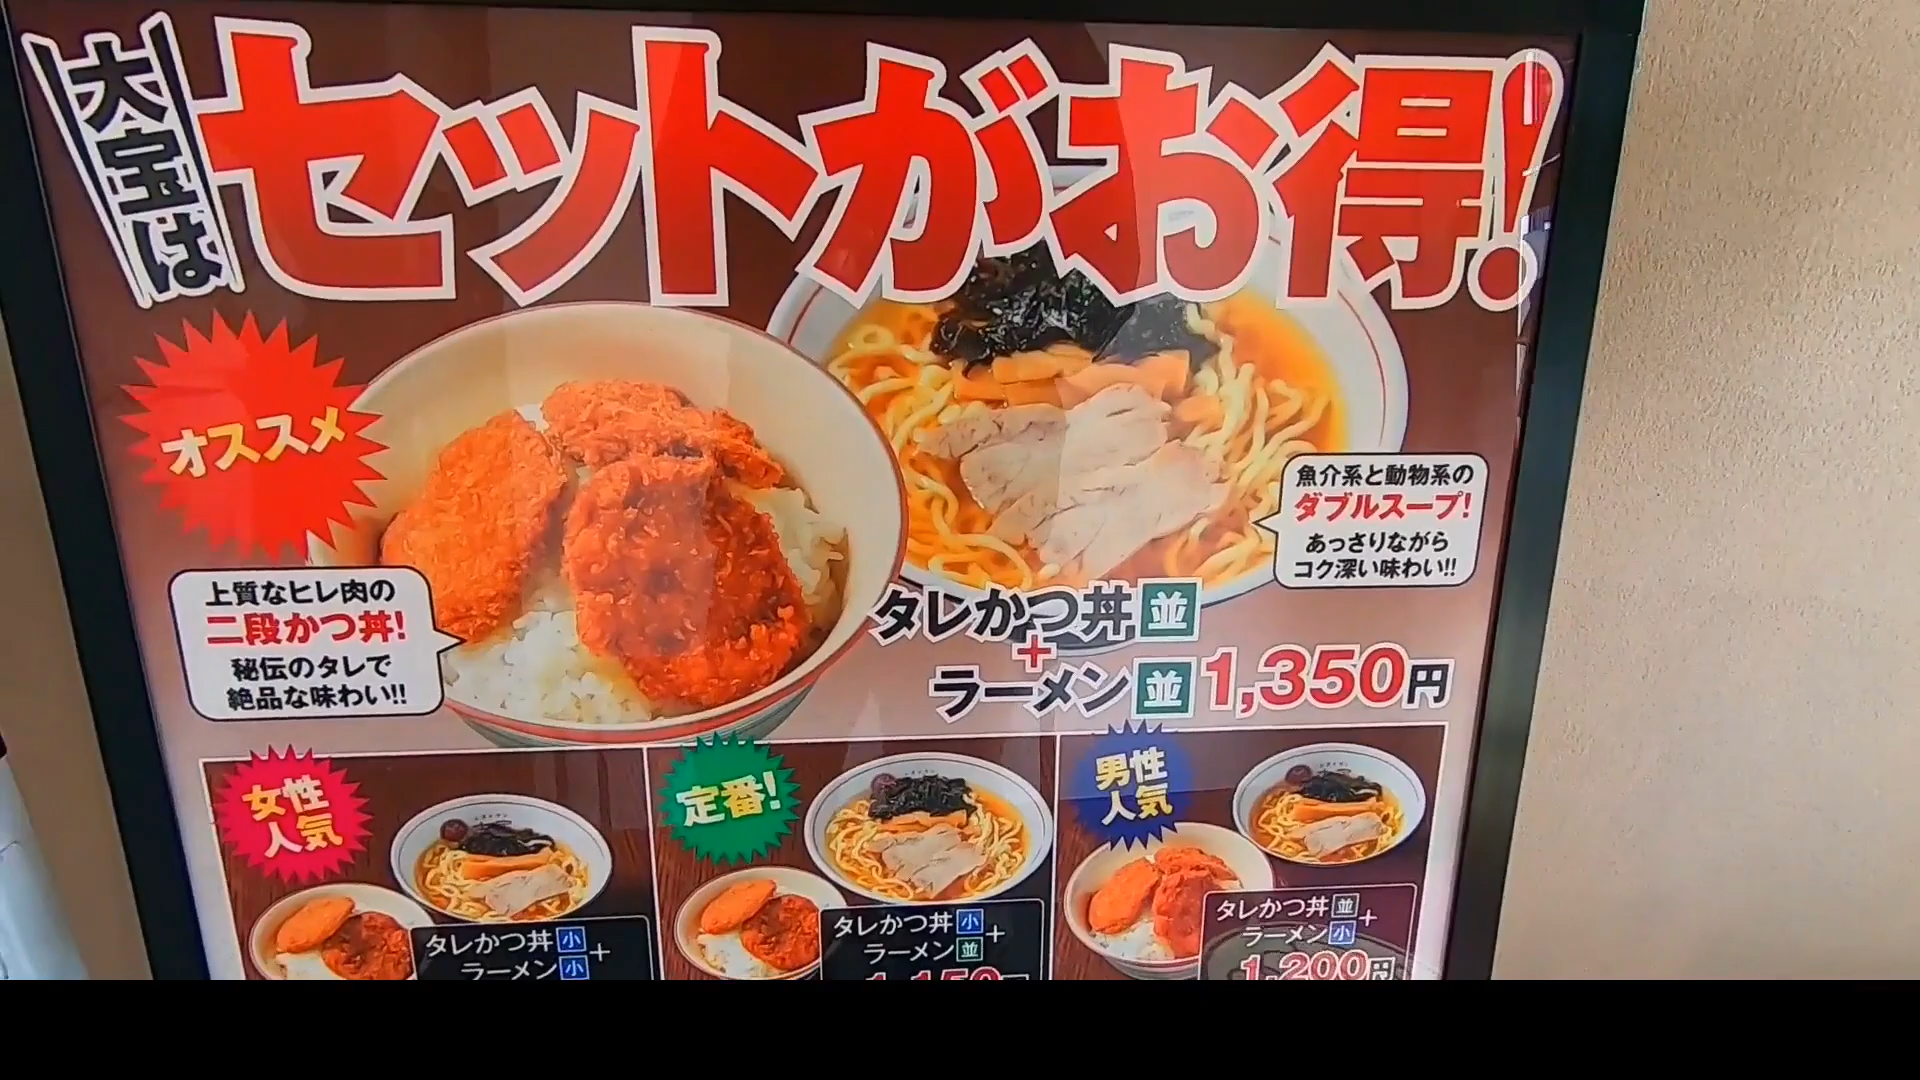 大宝は
セットがお得!
オススメ
魚介系と動物系の
ダブルスープ!
あっさりながら
コク深い味わい!!
上質なヒレ肉の
二段かつ丼!
秘伝のタレで
絶品な味わい!!
タレかつ丼 並
+
ラーメン 並 1,350円
女性
人気
タレかつ丼 小 +
ラーメン 小
定番!
タレかつ丼 小 +
ラーメン 並
1,150円
男性
人気
タレかつ丼 並 +
ラーメン 小
1,200円